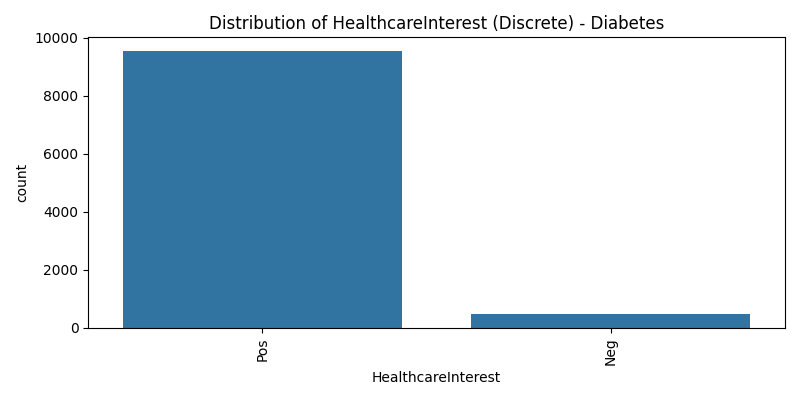 Distribution of HealthcareInterest (Discrete) - Diabetes
10000
8000
6000
4000
2000
0
count
Pos
Neg
HealthcareInterest